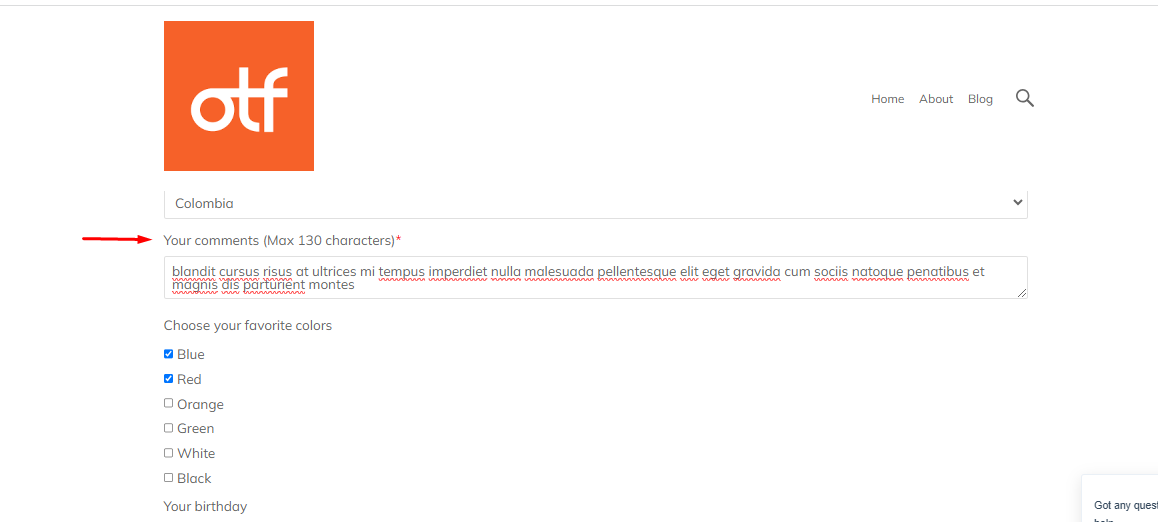 otf
Home About Blog
Colombia
Your comments (Max 130 characters)*
blandit cursus risus at ultrices mi tempus imperdiet nulla malesuada pellentesque elit eget gravida cum sociis natoque penatibus et
magnis dis parturient montes
Choose your favorite colors
Blue
Red
Orange
Green
White
Black
Your birthday
Got any quest